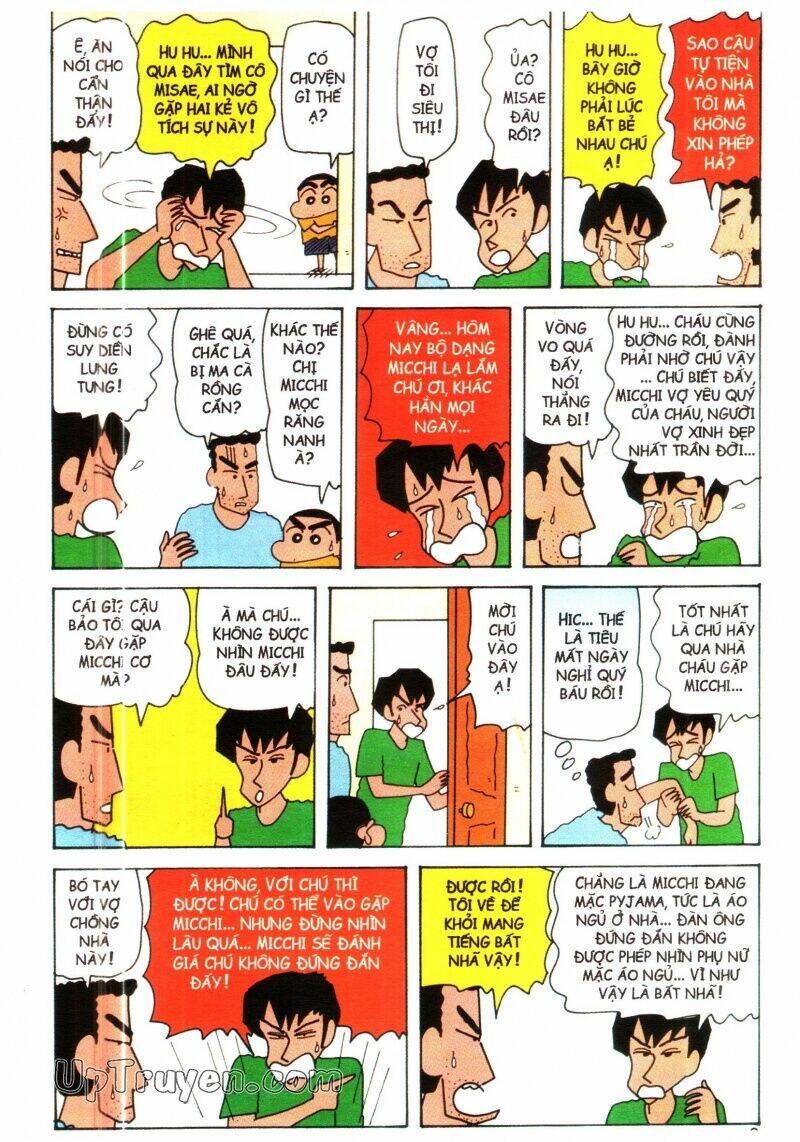 SAO CẬU
TỰ TIỆN
VÀO NHÀ
TÔI MÀ
KHÔNG
XIN PHÉP
HẢ?
HU HU...
BÂY GIỜ
KHÔNG
PHẢI LÚC
BẮT BẺ
NHAU CHÚ
Ạ!
ỦA?
CÔ
MISAE
ĐÂU
RỒI?
VỢ
TÔI
ĐI
SIÊU
THỊ!
CÓ
CHUYỆN
GÌ THẾ
Ạ?
HU HU... MÌNH
QUA ĐÂY TÌM CÔ
MISAE, AI NGỜ
GẶP HAI KẺ VÔ
TÍCH SỰ NÀY!
Ê, ĂN
NÓI CHO
CẨN
THẬN
ĐẤY!
HU HU... CHÁU CÙNG
ĐƯỜNG RỒI, ĐÀNH
PHẢI NHỜ CHÚ VẬY
... CHÚ BIẾT ĐẤY,
MICCHI VỢ YÊU QUÝ
CỦA CHÁU, NGƯỜI
VỢ XINH ĐẸP
NHẤT TRẦN ĐỜI...
VÒNG
VO QUÁ
ĐẤY,
NÓI
THẲNG
RA ĐI!
VÂNG... HÔM
NAY BỘ DẠNG
MICCHI LẠ LẮM
CHÚ ƠI, KHÁC
HẲN MỌI
NGÀY...
KHÁC THẾ
NÀO?
CHỊ
MICCHI
MỌC
RĂNG
NANH
À?
GHÊ QUÁ,
CHẮC LÀ
BỊ MA CÀ
RỒNG
CẮN?
ĐỪNG CÓ
SUY DIỄN
LUNG
TUNG!
TỐT NHẤT
LÀ CHÚ HÃY
QUA NHÀ
CHÁU GẶP
MICCHI...
HIC... THẾ
LÀ TIÊU
MẤT NGÀY
NGHỈ QUÝ
BÁU RỒI!
MỜI
CHÚ
VÀO
ĐÂY
Ạ!
À MÀ CHÚ...
KHÔNG ĐƯỢC
NHÌN MICCHI
ĐÂU ĐẤY!
CÁI GÌ? CẬU
BẢO TÔI QUA
ĐÂY GẶP
MICCHI CƠ
MÀ?
CHẲNG LÀ MICCHI ĐANG
MẶC PYJAMA, TỨC LÀ ÁO
NGỦ Ở NHÀ... ĐÀN ÔNG
ĐỨNG ĐẮN KHÔNG
ĐƯỢC PHÉP NHÌN PHỤ NỮ
MẶC ÁO NGỦ... VÌ NHƯ
VẬY LÀ BẤT NHÃ!
ĐƯỢC RỒI!
TÔI VỀ ĐỂ
KHỎI MANG
TIẾNG BẤT
NHÃ VẬY!
À KHÔNG, VỚI CHÚ THÌ
ĐƯỢC! CHÚ CÓ THỂ VÀO GẶP
MICCHI... NHƯNG ĐỪNG NHÌN
LÂU QUÁ... MICCHI SẼ ĐÁNH
GIÁ CHÚ KHÔNG ĐỨNG ĐẮN
ĐẤY!
BÓ TAY
VỚI VỢ
CHỒNG
NHÀ
NÀY!
UpTruyen.com